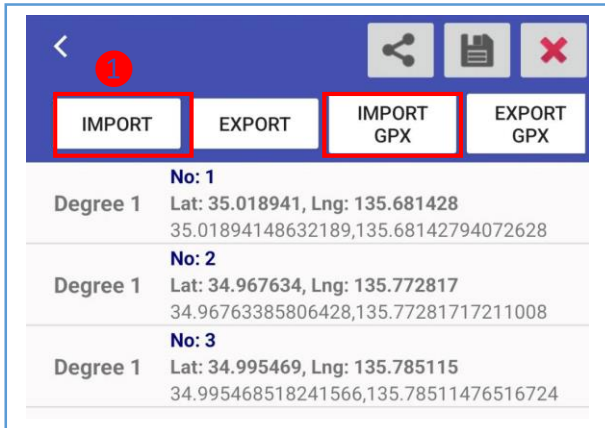 1
IMPORT
EXPORT
IMPORT
GPX
EXPORT
GPX
No: 1
Degree 1
Lat: 35.018941, Lng: 135.681428
35.01894148632189,135.68142794072628
No: 2
Degree 1
Lat: 34.967634, Lng: 135.772817
34.96763385806428,135.77281717211008
No: 3
Degree 1
Lat: 34.995469, Lng: 135.785115
34.995468518241566,135.78511476516724